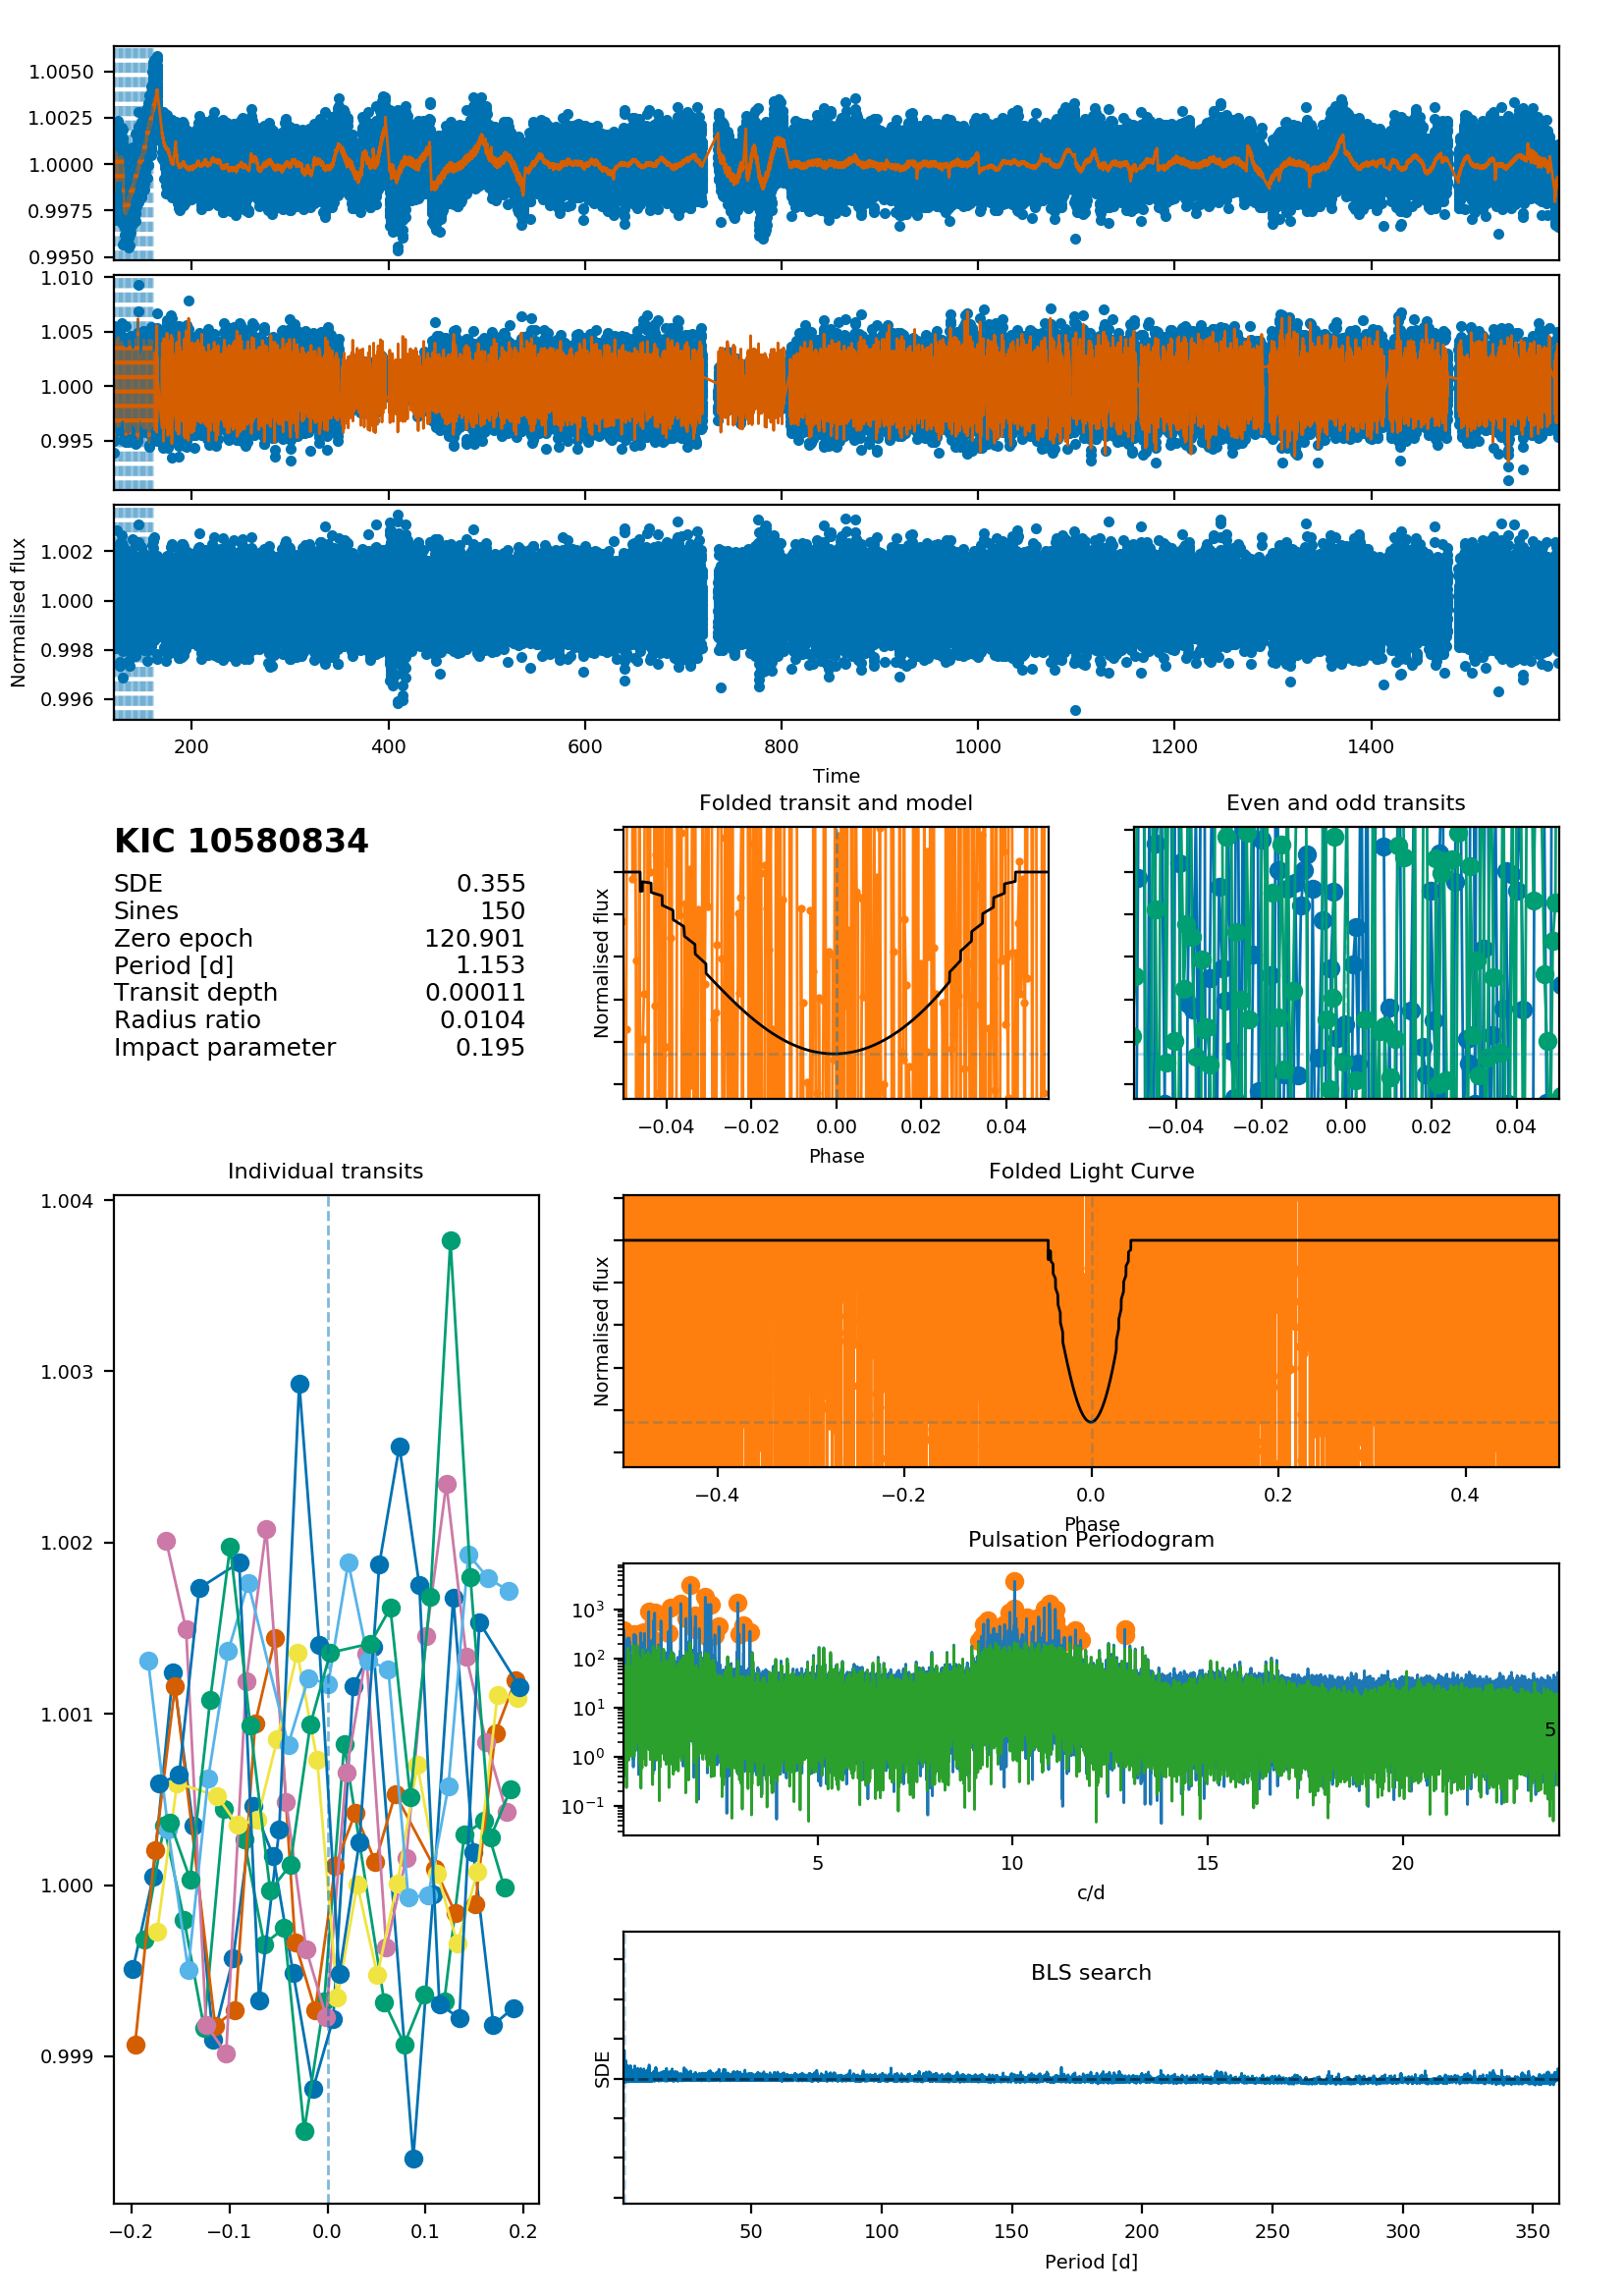 1.0050
1.0025
1.0000
0.9975
0.9950
1.010
1.005
1.000
0.995
1.002
1.000
0.998
0.996
Normalised flux
200 400 600 800 1000 1200 1400
Time
KIC 10580834
SDE 0.355
Sines 150
Zero epoch 120.901
Period [d] 1.153
Transit depth 0.00011
Radius ratio 0.0104
Impact parameter 0.195
Folded transit and model
Normalised flux
−0.04 −0.02 0.00 0.02 0.04
Phase
Even and odd transits
−0.04 −0.02 0.00 0.02 0.04
Individual transits
1.004
1.003
1.002
1.001
1.000
0.999
−0.2 −0.1 0.0 0.1 0.2
Folded Light Curve
Normalised flux
−0.4 −0.2 0.0 0.2 0.4
Phase
Pulsation Periodogram
10³
10²
10¹
10⁰
10⁻¹
5
5 10 15 20
c/d
BLS search
SDE
50 100 150 200 250 300 350
Period [d]